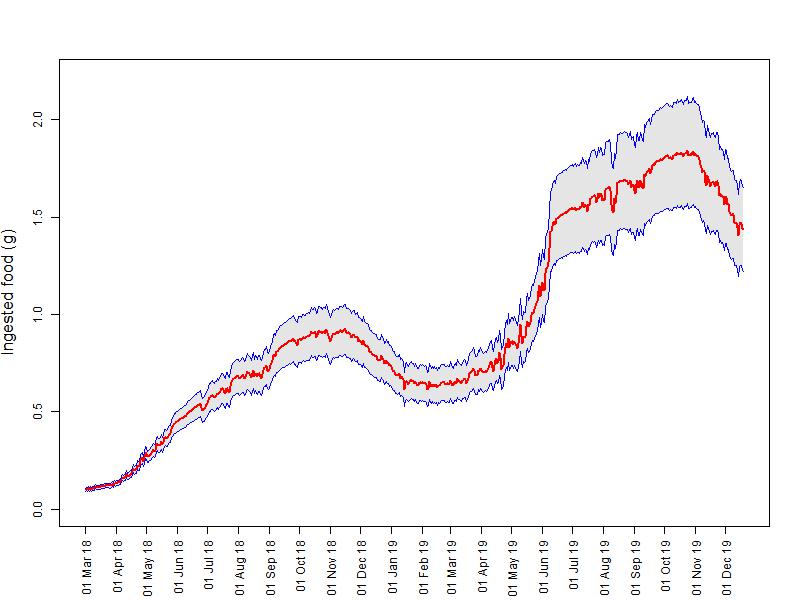 Ingested food (g)
2.0
1.5
1.0
0.5
0.0
01 Mar 18
01 Apr 18
01 May 18
01 Jun 18
01 Jul 18
01 Aug 18
01 Sep 18
01 Oct 18
01 Nov 18
01 Dec 18
01 Jan 19
01 Feb 19
01 Mar 19
01 Apr 19
01 May 19
01 Jun 19
01 Jul 19
01 Aug 19
01 Sep 19
01 Oct 19
01 Nov 19
01 Dec 19